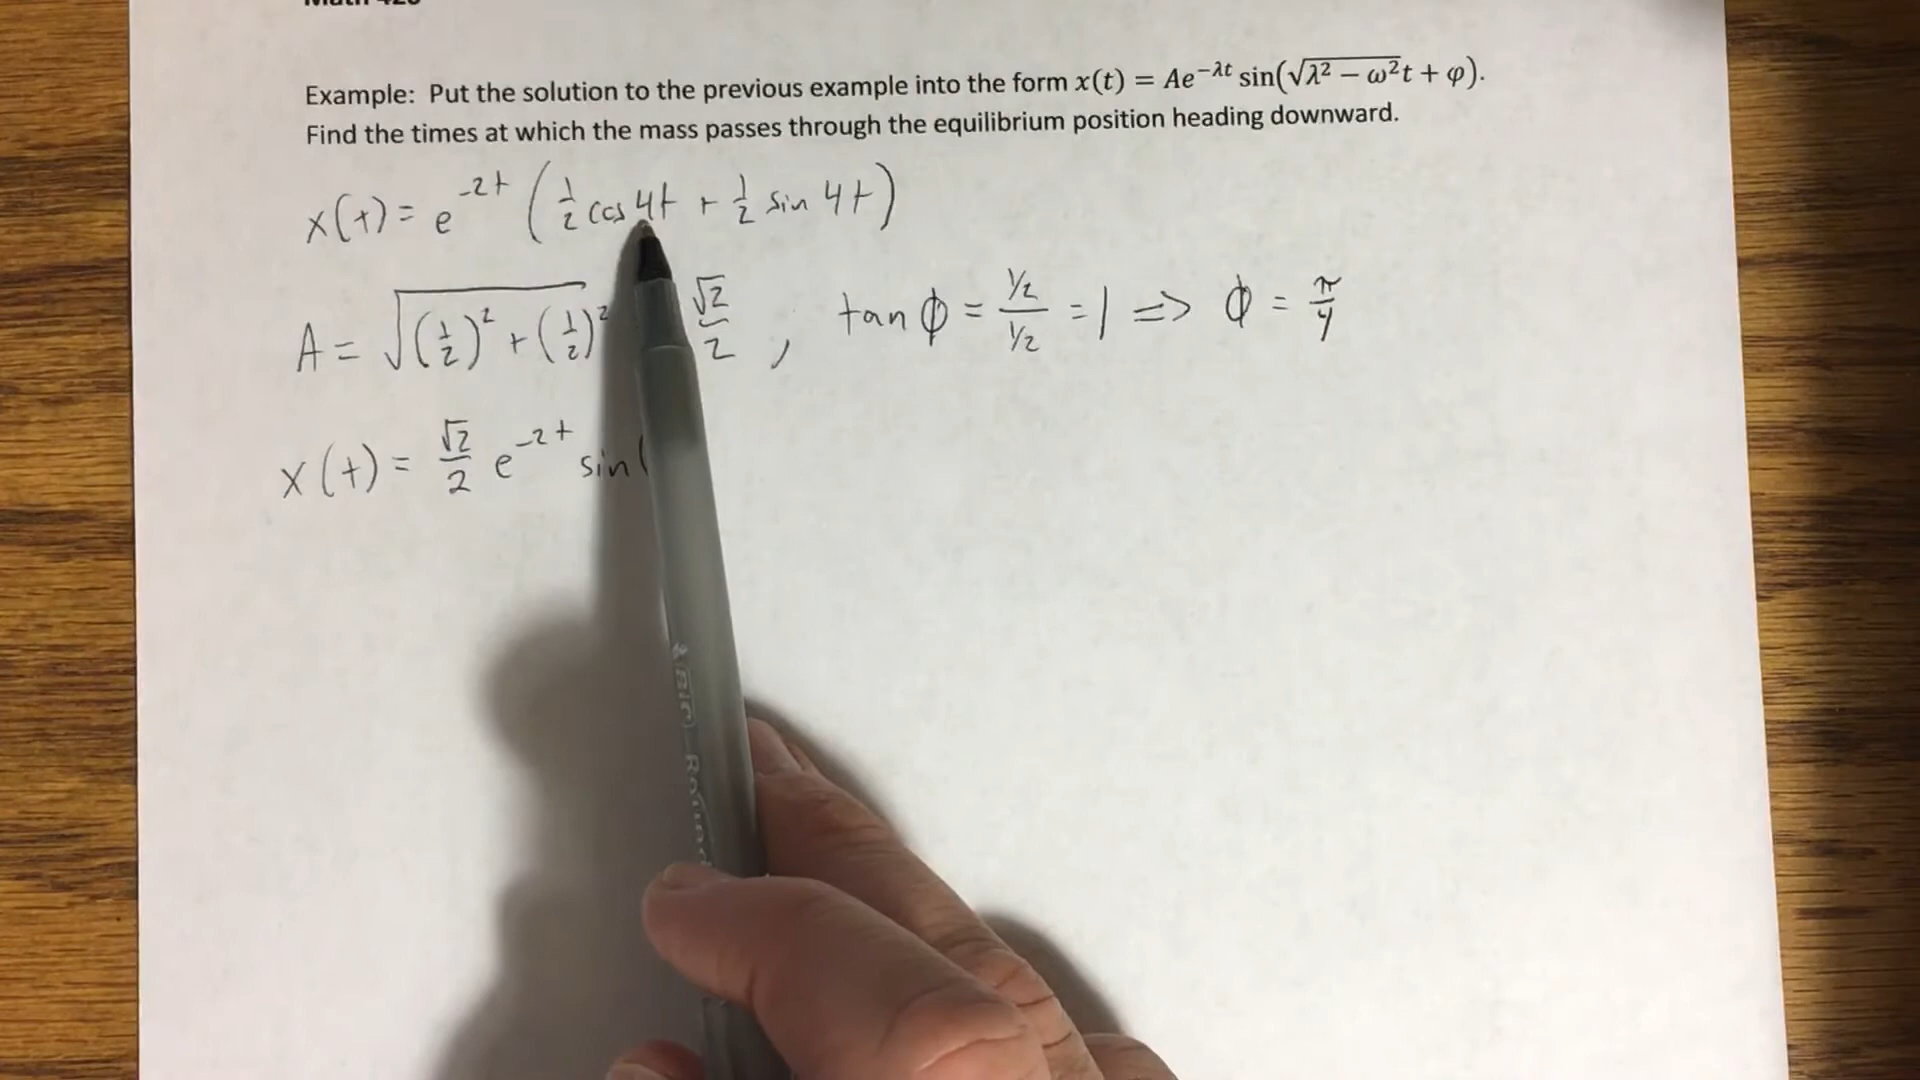 Math 420
Example: Put the solution to the previous example into the form x(t) = Ae^{−λt} sin(√(λ² − ω²)t + φ).
Find the times at which the mass passes through the equilibrium position heading downward.
x(t) = e^{-2t} (1/2 cos 4t + 1/2 sin 4t)
A = √((1/2)² + (1/2)²) √2/2 , tan ϕ = (1/2)/(1/2) = 1 => ϕ = π/4
x(t) = √2/2 e^{-2t} sin(
BIC Round